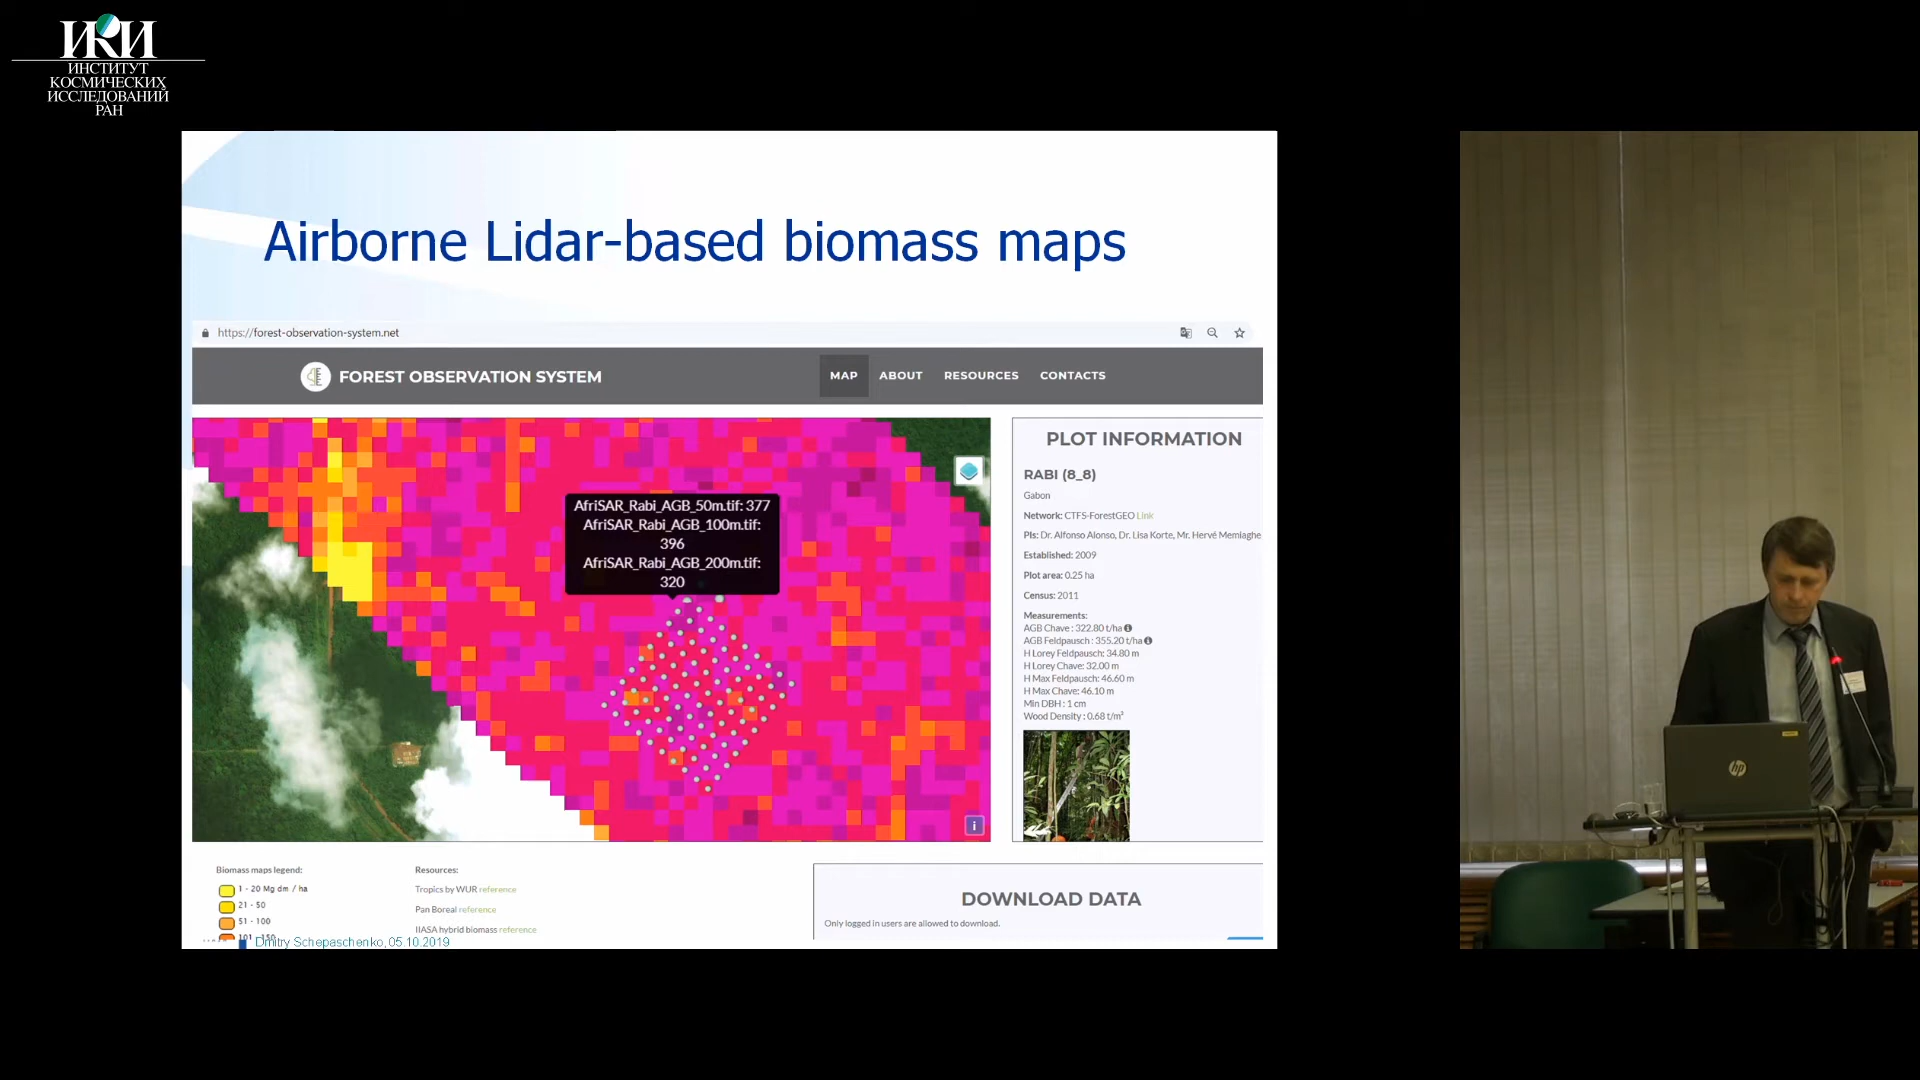 ИКИ
ИНСТИТУТ
КОСМИЧЕСКИХ
ИССЛЕДОВАНИЙ
РАН
Airborne Lidar-based biomass maps
https://forest-observation-system.net
FOREST OBSERVATION SYSTEM
MAP ABOUT RESOURCES CONTACTS
AfriSAR_Rabi_AGB_50m.tif: 377
AfriSAR_Rabi_AGB_100m.tif:
396
AfriSAR_Rabi_AGB_200m.tif:
320
i
PLOT INFORMATION
RABI (8_8)
Gabon
Network: CTFS-ForestGEO Link
PIs: Dr. Alfonso Alonso, Dr. Lisa Korte, Mr. Hervé Memiaghe
Established: 2009
Plot area: 0.25 ha
Census: 2011
Measurements:
AGB Chave : 322.80 t/ha
AGB Feldpausch : 355.20 t/ha
H Lorey Feldpausch: 34.80 m
H Lorey Chave: 32.00 m
H Max Feldpausch: 46.60 m
H Max Chave: 46.10 m
Min DBH : 1 cm
Wood Density : 0.68 t/m³
Biomass maps legend:
1 - 20 Mg dm / ha
21 - 50
51 - 100
101 - 150
Resources:
Tropics by WUR reference
Pan Boreal reference
IIASA hybrid biomass reference
DOWNLOAD DATA
Only logged in users are allowed to download.
Dmitry Schepaschenko, 05.10.2019
hp